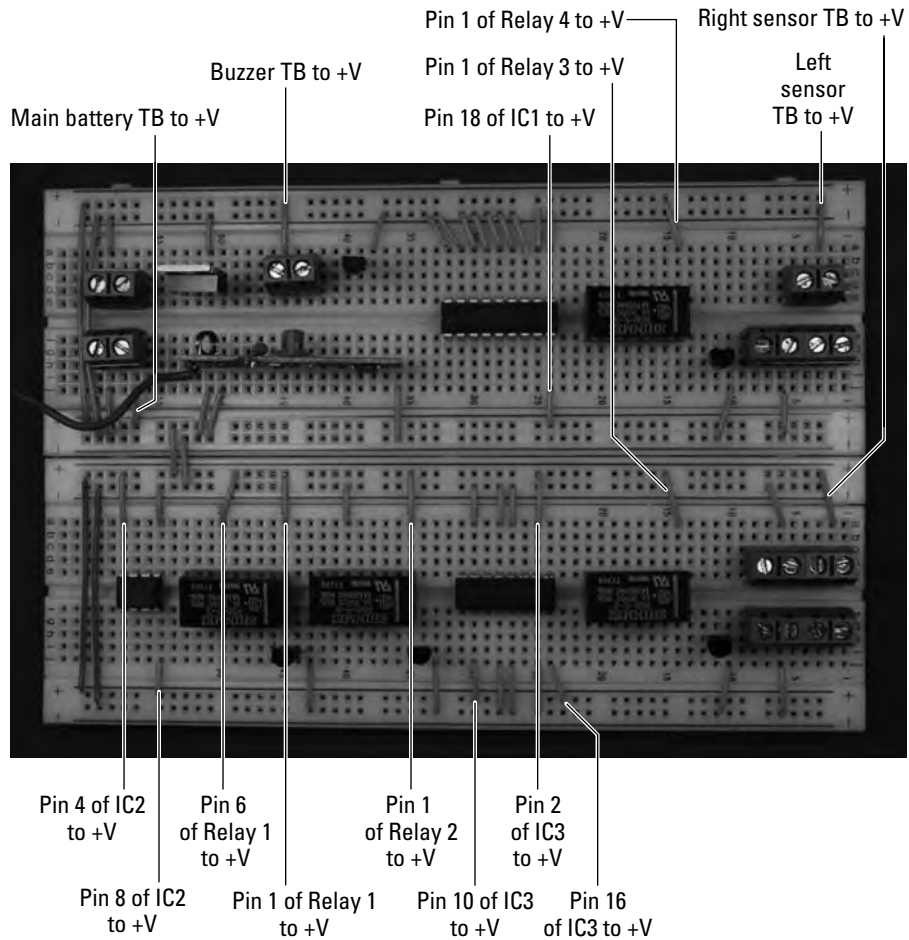 Pin 1 of Relay 4 to +V
Right sensor TB to +V
Buzzer TB to +V
Pin 1 of Relay 3 to +V
Left
sensor
TB to +V
Main battery TB to +V
Pin 18 of IC1 to +V
Pin 4 of IC2
to +V
Pin 6
of Relay 1
to +V
Pin 1
of Relay 2
to +V
Pin 2
of IC3
to +V
Pin 8 of IC2
to +V
Pin 1 of Relay 1
to +V
Pin 10 of IC3
to +V
Pin 16
of IC3 to +V